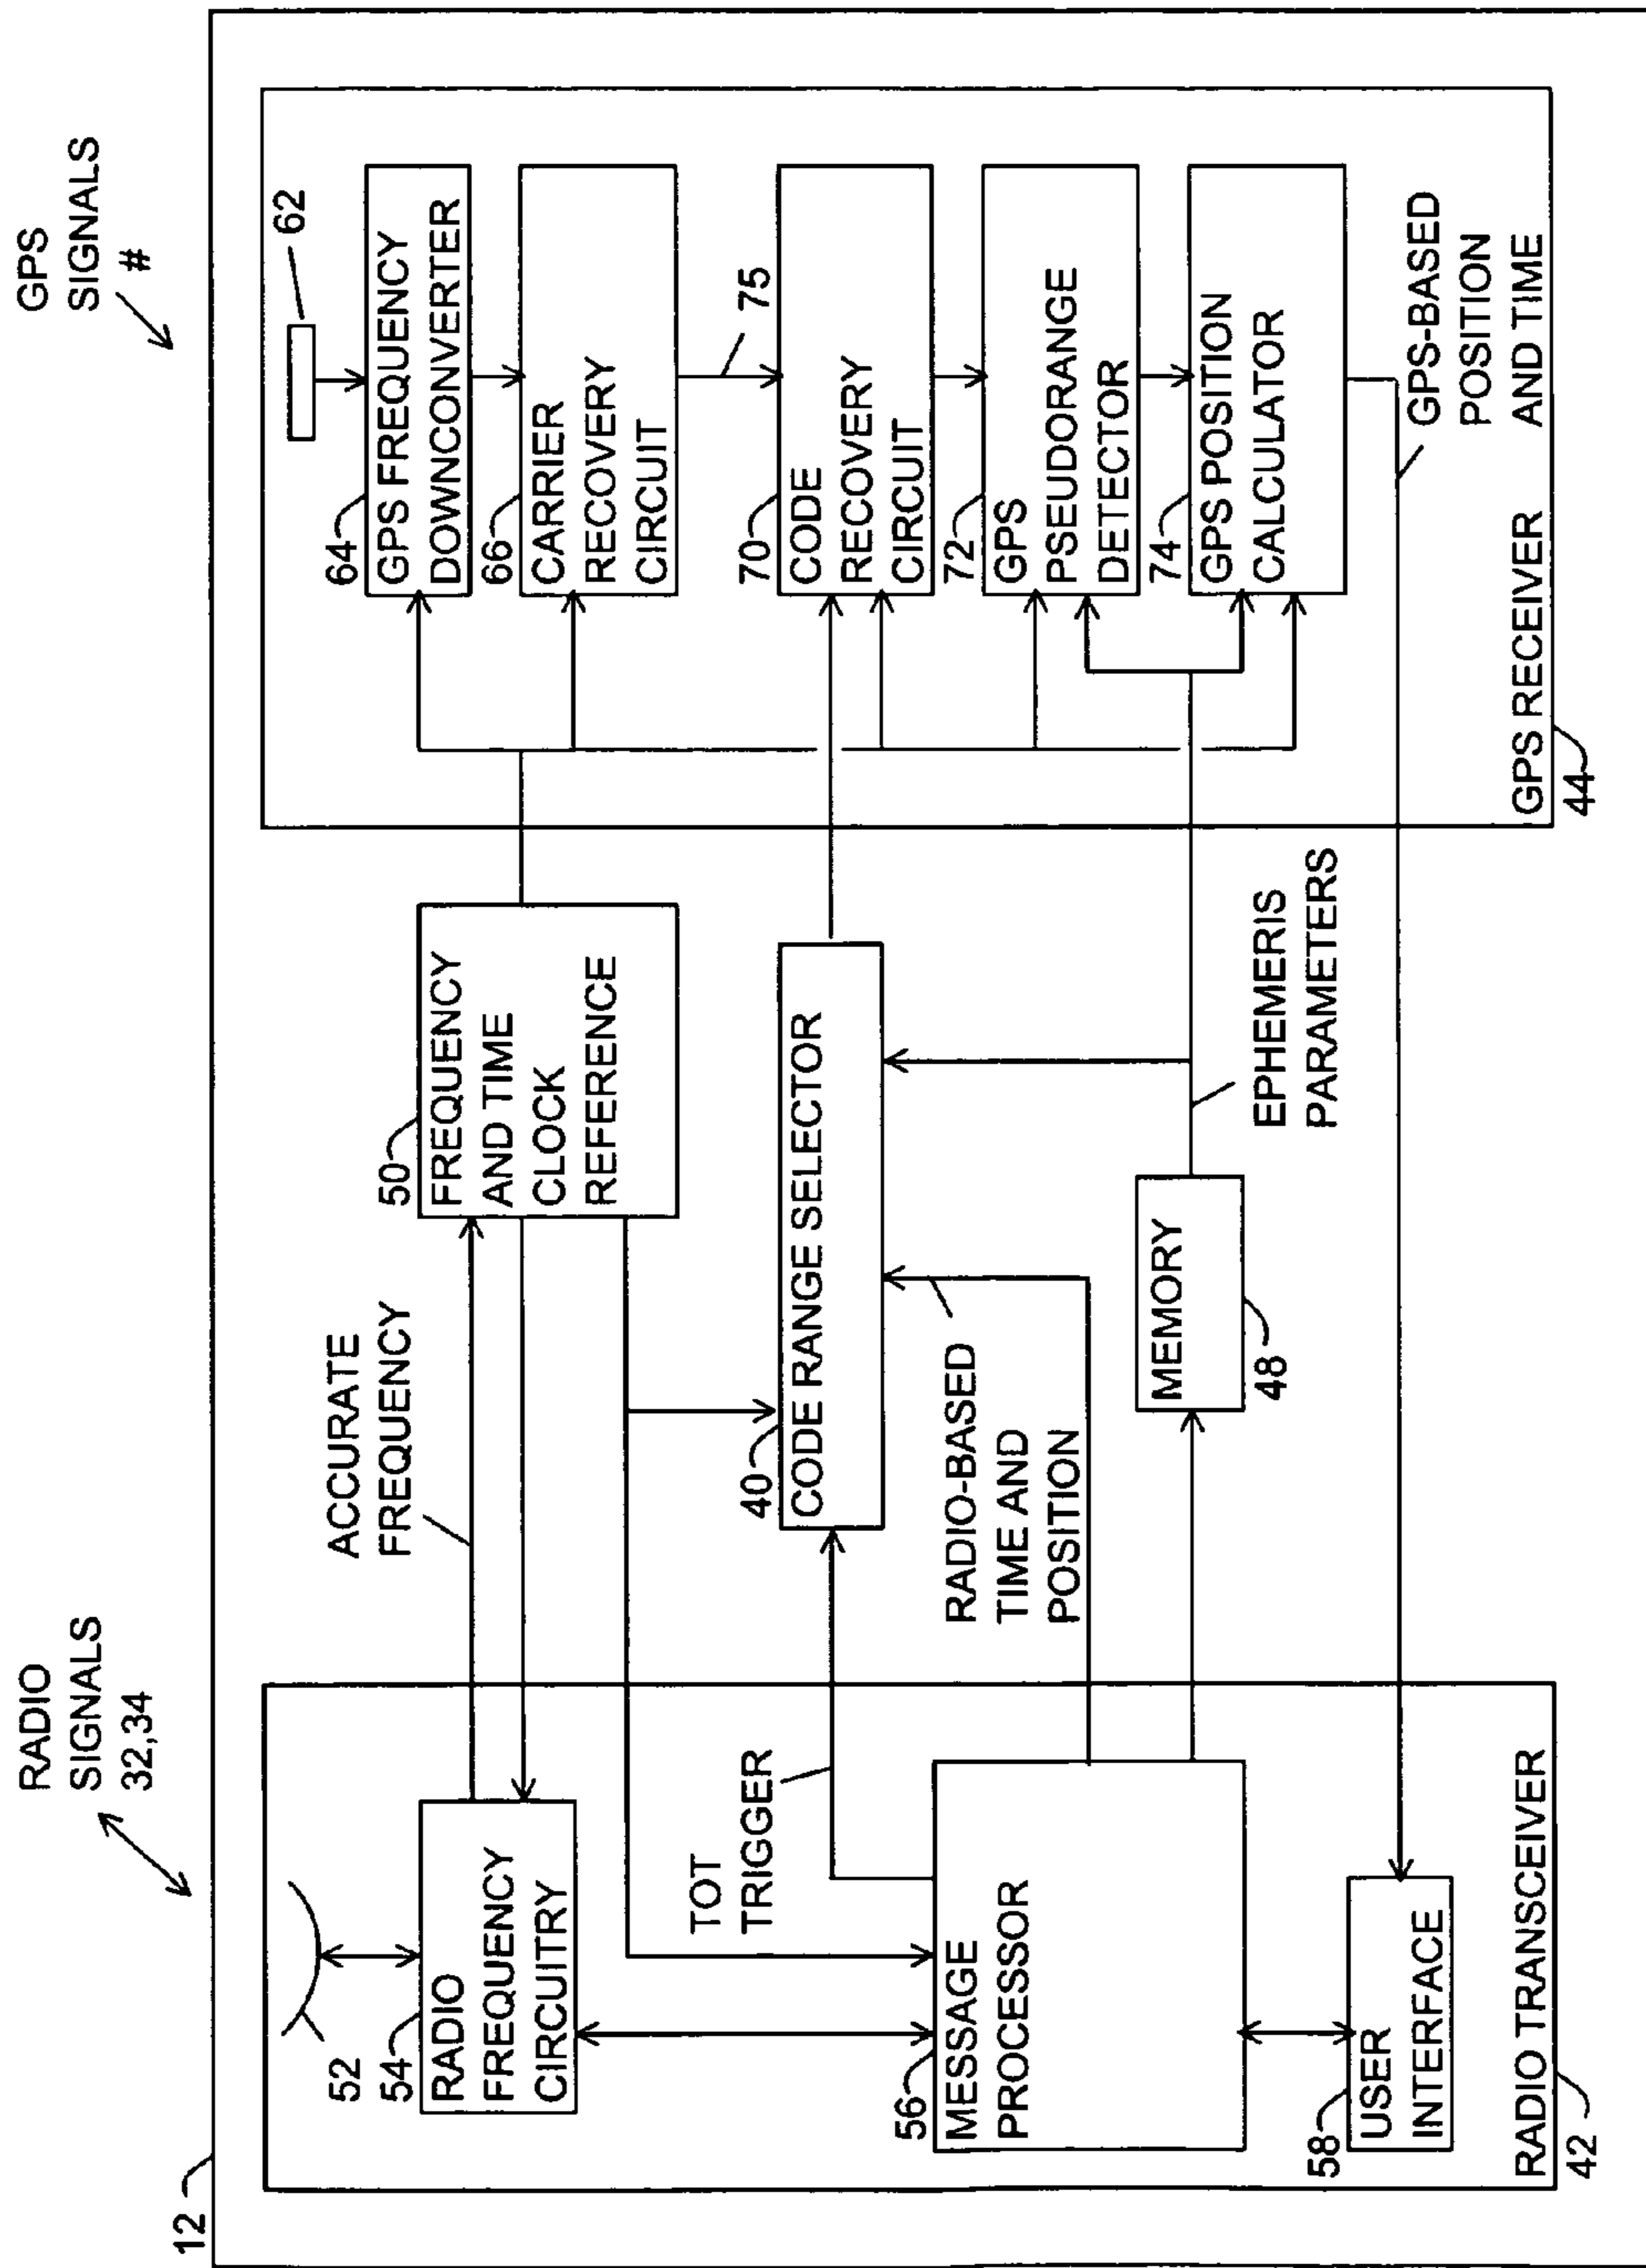 RADIO
SIGNALS
32,34
GPS
SIGNALS
#
12
52
54
RADIO
FREQUENCY
CIRCUITRY
ACCURATE
FREQUENCY
50
FREQUENCY
AND TIME
CLOCK
REFERENCE
62
64
GPS FREQUENCY
DOWNCONVERTER
66
CARRIER
RECOVERY
CIRCUIT
75
TOT
TRIGGER
40
CODE RANGE SELECTOR
70
CODE
RECOVERY
CIRCUIT
56
MESSAGE
PROCESSOR
RADIO-BASED
TIME AND
POSITION
MEMORY
48
EPHEMERIS
PARAMETERS
72
GPS
PSEUDORANGE
DETECTOR
74
GPS POSITION
CALCULATOR
58
USER
INTERFACE
GPS-BASED
POSITION
AND TIME
RADIO TRANSCEIVER
42
GPS RECEIVER
44